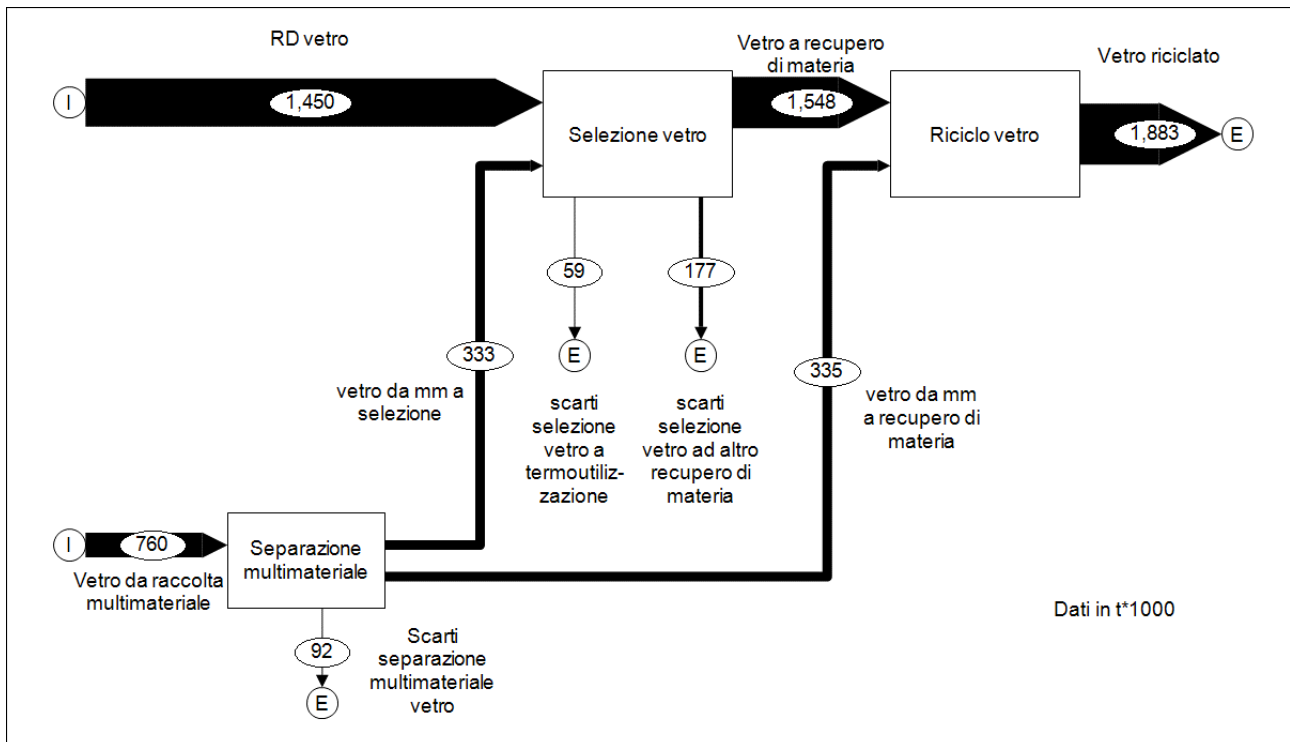 RD vetro
I
1,450
Selezione vetro
Vetro a recupero
di materia
1,548
Riciclo vetro
Vetro riciclato
1,883
E
59
E
scarti
selezione
vetro a
termoutiliz-
zazione
177
E
scarti
selezione
vetro ad altro
recupero di
materia
333
vetro da mm a
selezione
335
vetro da mm
a recupero di
materia
I
760
Vetro da raccolta
multimateriale
Separazione
multimateriale
92
E
Scarti
separazione
multimateriale
vetro
Dati in t*1000